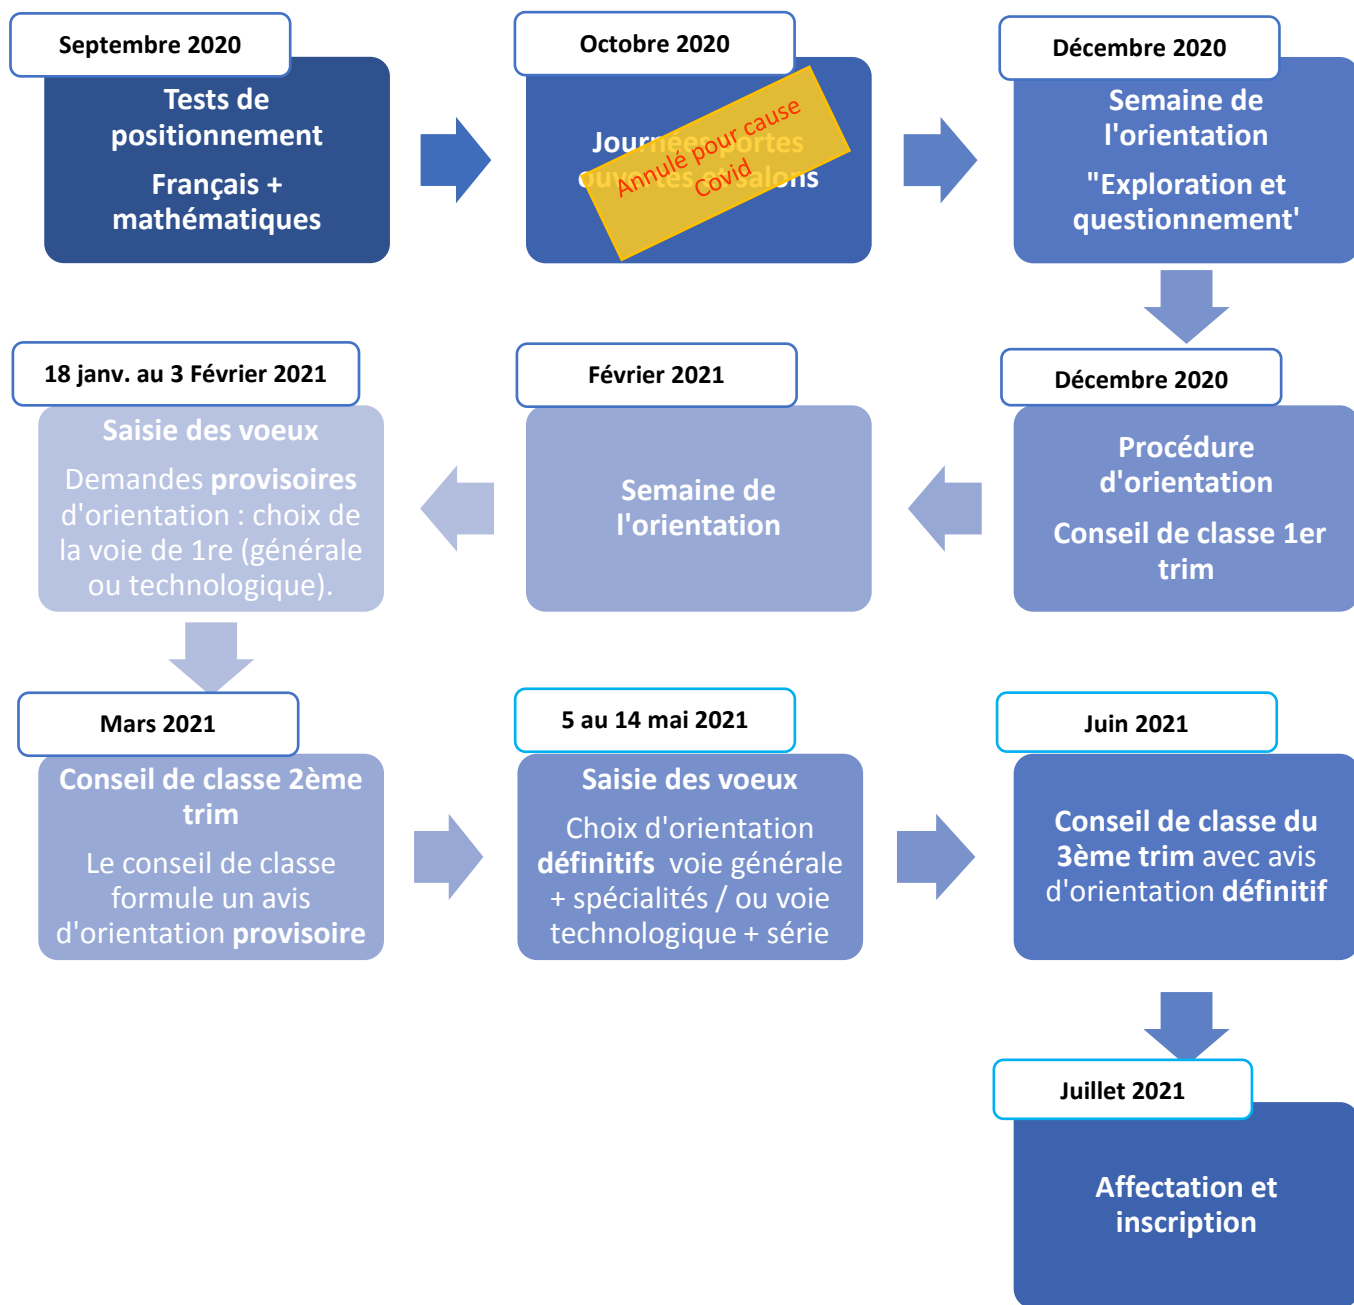 Septembre 2020
Tests de
positionnement
Français +
mathématiques
Octobre 2020
Journées portes
ouvertes et salons
Annulé pour cause
Covid
Décembre 2020
Semaine de
l'orientation
"Exploration et
questionnement'
Décembre 2020
Procédure
d'orientation
Conseil de classe 1er
trim
Février 2021
Semaine de
l'orientation
18 janv. au 3 Février 2021
Saisie des voeux
Demandes provisoires
d'orientation : choix de
la voie de 1re (générale
ou technologique).
Mars 2021
Conseil de classe 2ème
trim
Le conseil de classe
formule un avis
d'orientation provisoire
5 au 14 mai 2021
Saisie des voeux
Choix d'orientation
définitifs voie générale
+ spécialités / ou voie
technologique + série
Juin 2021
Conseil de classe du
3ème trim avec avis
d'orientation définitif
Juillet 2021
Affectation et
inscription